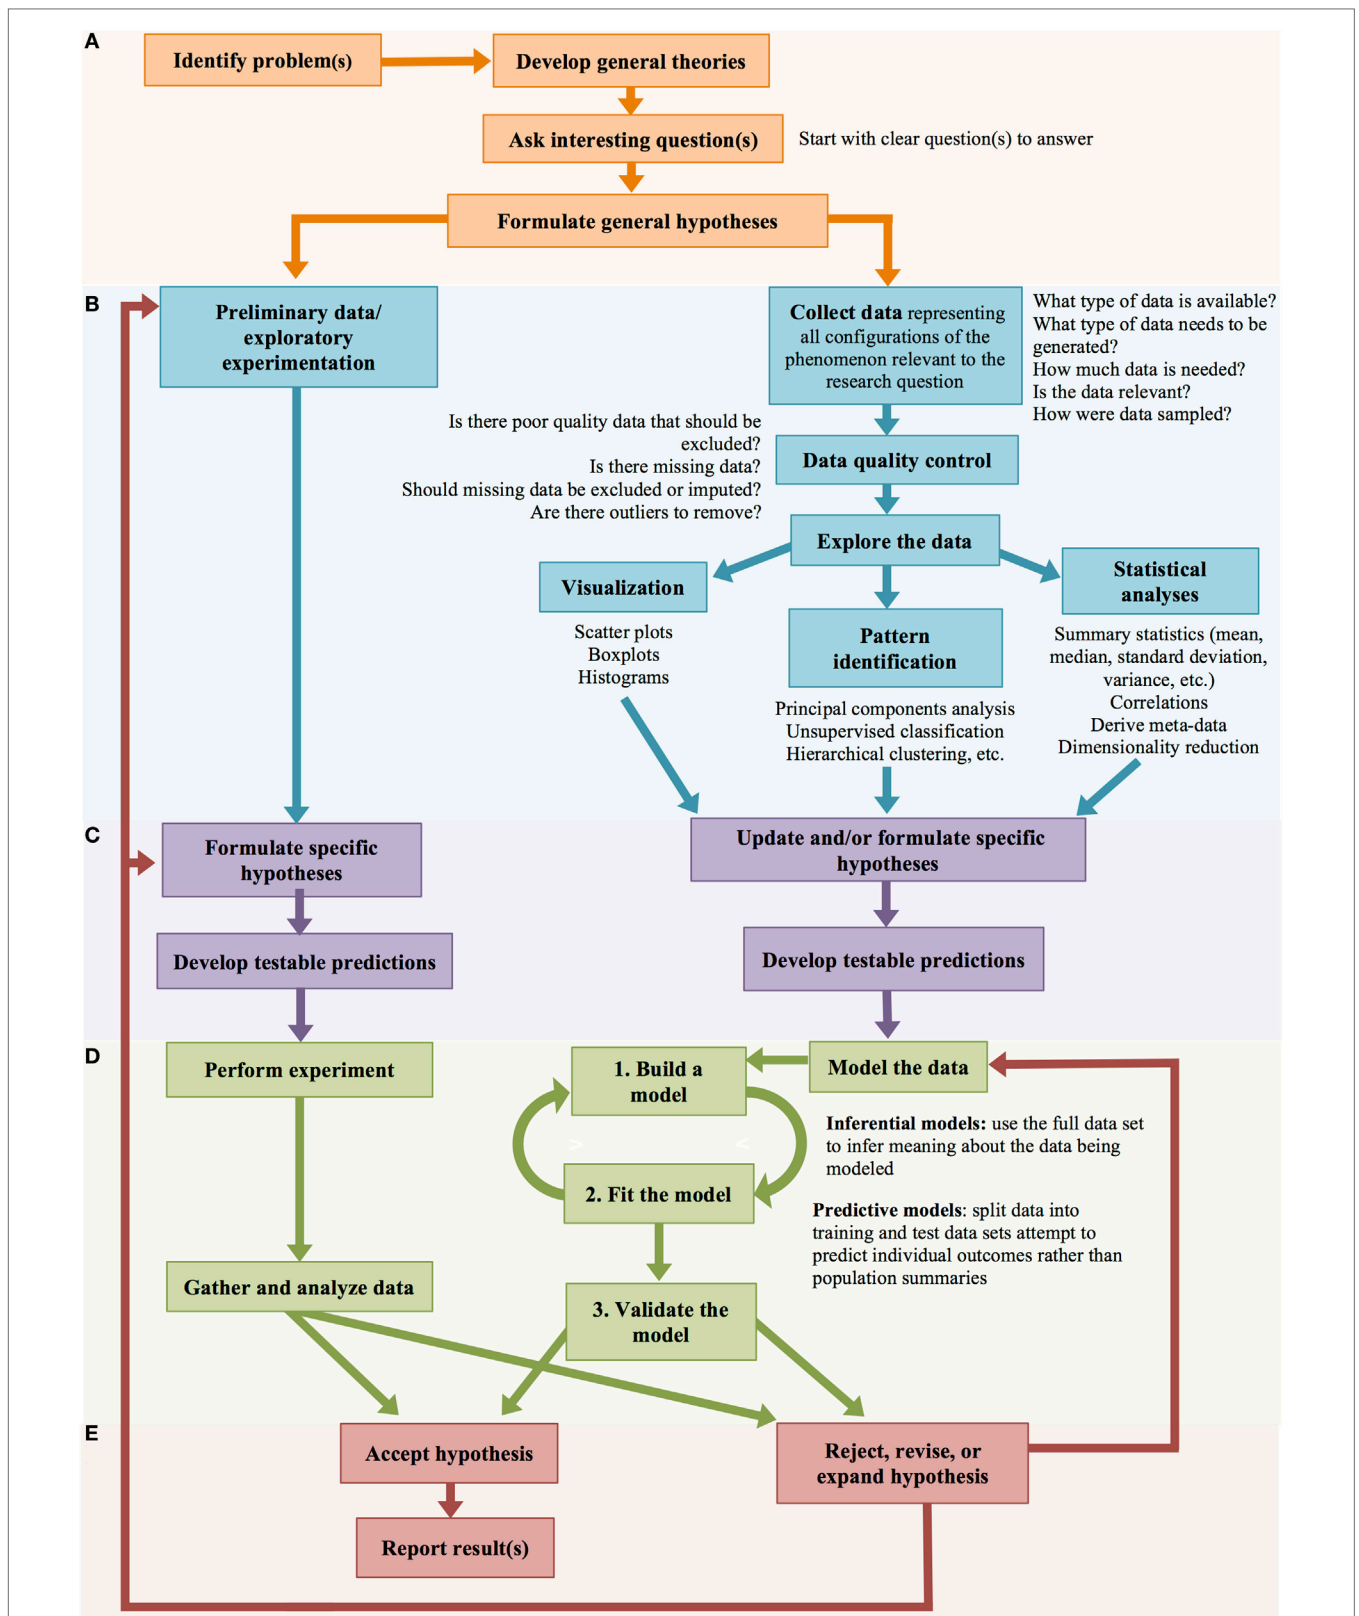 A
Identify problem(s)
Develop general theories
Ask interesting question(s)
Start with clear question(s) to answer
Formulate general hypotheses
B
Preliminary data/
exploratory
experimentation
Collect data representing
all configurations of the
phenomenon relevant to the
research question
What type of data is available?
What type of data needs to be
generated?
How much data is needed?
Is the data relevant?
How were data sampled?
Is there poor quality data that should be
excluded?
Is there missing data?
Should missing data be excluded or imputed?
Are there outliers to remove?
Data quality control
Explore the data
Visualization
Scatter plots
Boxplots
Histograms
Pattern
identification
Principal components analysis
Unsupervised classification
Hierarchical clustering, etc.
Statistical
analyses
Summary statistics (mean,
median, standard deviation,
variance, etc.)
Correlations
Derive meta-data
Dimensionality reduction
C
Formulate specific
hypotheses
Update and/or formulate specific
hypotheses
Develop testable predictions
Develop testable predictions
D
Perform experiment
1. Build a
model
Model the data
> <
2. Fit the model
Inferential models: use the full data set
to infer meaning about the data being
modeled
Predictive models: split data into
training and test data sets attempt to
predict individual outcomes rather than
population summaries
Gather and analyze data
3. Validate the
model
E
Accept hypothesis
Reject, revise, or
expand hypothesis
Report result(s)